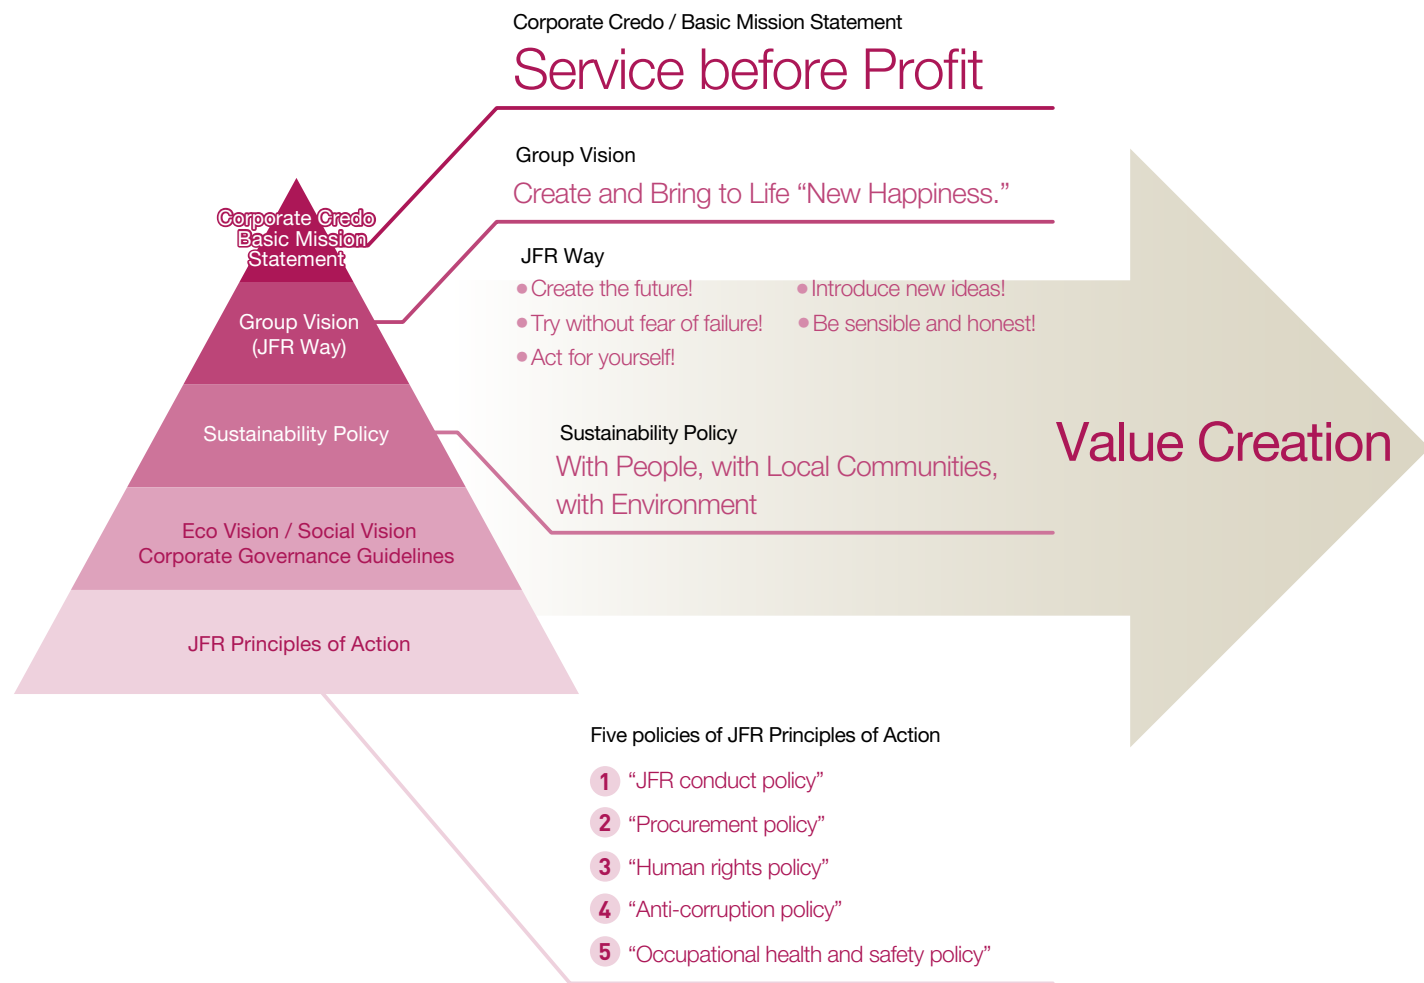 Corporate Credo / Basic Mission Statement
Service before Profit
Group Vision
Create and Bring to Life “New Happiness.”
JFR Way
• Create the future!
• Introduce new ideas!
• Try without fear of failure!
• Be sensible and honest!
• Act for yourself!
Sustainability Policy
With People, with Local Communities,
with Environment
Value Creation
Corporate Credo
Basic Mission
Statement
Group Vision
(JFR Way)
Sustainability Policy
Eco Vision / Social Vision
Corporate Governance Guidelines
JFR Principles of Action
Five policies of JFR Principles of Action
1 “JFR conduct policy”
2 “Procurement policy”
3 “Human rights policy”
4 “Anti-corruption policy”
5 “Occupational health and safety policy”